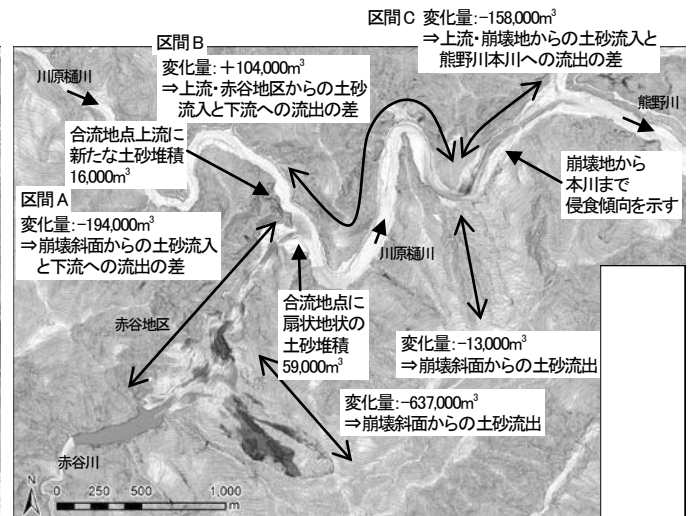 区間C 変化量:-158,000m³
⇒上流・崩壊地からの土砂流入と
熊野川本川への流出の差
区間B
変化量:+104,000m³
⇒上流・赤谷地区からの土砂
流入と下流への流出の差
川原樋川
熊野川
合流地点上流に
新たな土砂堆積
16,000m³
崩壊地から
本川まで
侵食傾向を示す
区間A
変化量:-194,000m³
⇒崩壊斜面からの土砂流入
と下流への流出の差
川原樋川
合流地点に
扇状地状の
土砂堆積
59,000m³
赤谷地区
変化量:-13,000m³
⇒崩壊斜面からの土砂流出
変化量:-637,000m³
⇒崩壊斜面からの土砂流出
赤谷川
N
0 250 500 1,000
m